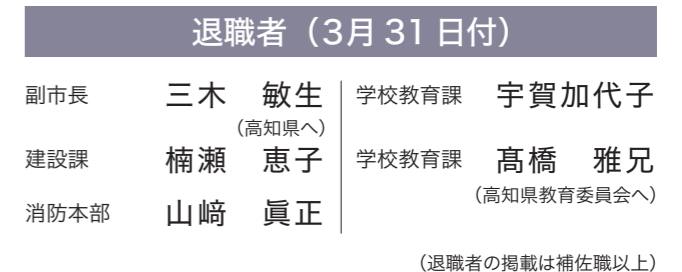 退職者（3月31日付）
副市長　三木　敏生
（高知県へ）
建設課　楠瀬　恵子
消防本部　山﨑　眞正
学校教育課　宇賀加代子
学校教育課　髙橋　雅兄
（高知県教育委員会へ）
（退職者の掲載は補佐職以上）